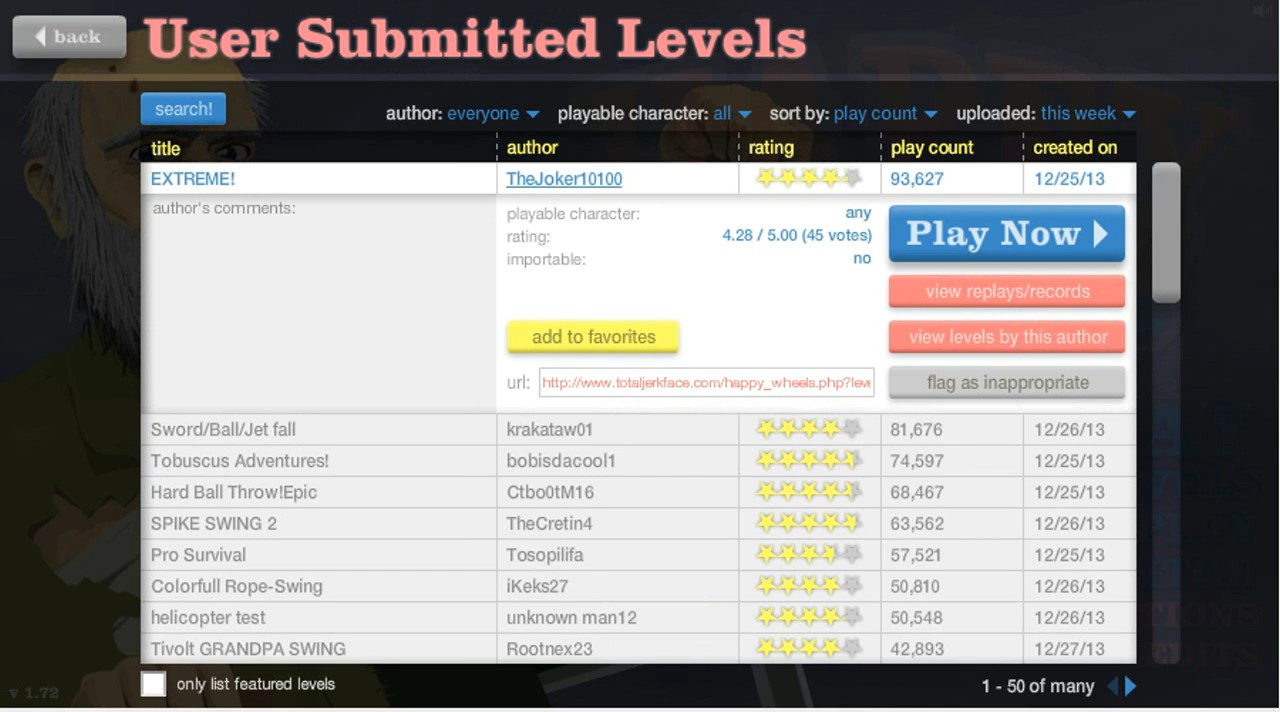 back
User Submitted Levels
search!
author: everyone playable character: all sort by: play count uploaded: this week
title author rating play count created on
EXTREME! TheJoker10100 93,627 12/25/13
author's comments:
playable character: any
rating: 4.28 / 5.00 (45 votes)
importable: no
Play Now
view replays/records
add to favorites
view levels by this author
url: http://www.totaljerkface.com/happy_wheels.php?leve
flag as inappropriate
Sword/Ball/Jet fall krakataw01 81,676 12/26/13
Tobuscus Adventures! bobisdacool1 74,597 12/25/13
Hard Ball Throw!Epic Ctbo0tM16 68,467 12/25/13
SPIKE SWING 2 TheCretin4 63,562 12/26/13
Pro Survival Tosopilifa 57,521 12/25/13
Colorfull Rope-Swing iKeks27 50,810 12/26/13
helicopter test unknown man12 50,548 12/26/13
Tivolt GRANDPA SWING Rootnex23 42,893 12/27/13
only list featured levels
1 - 50 of many
v 1.72